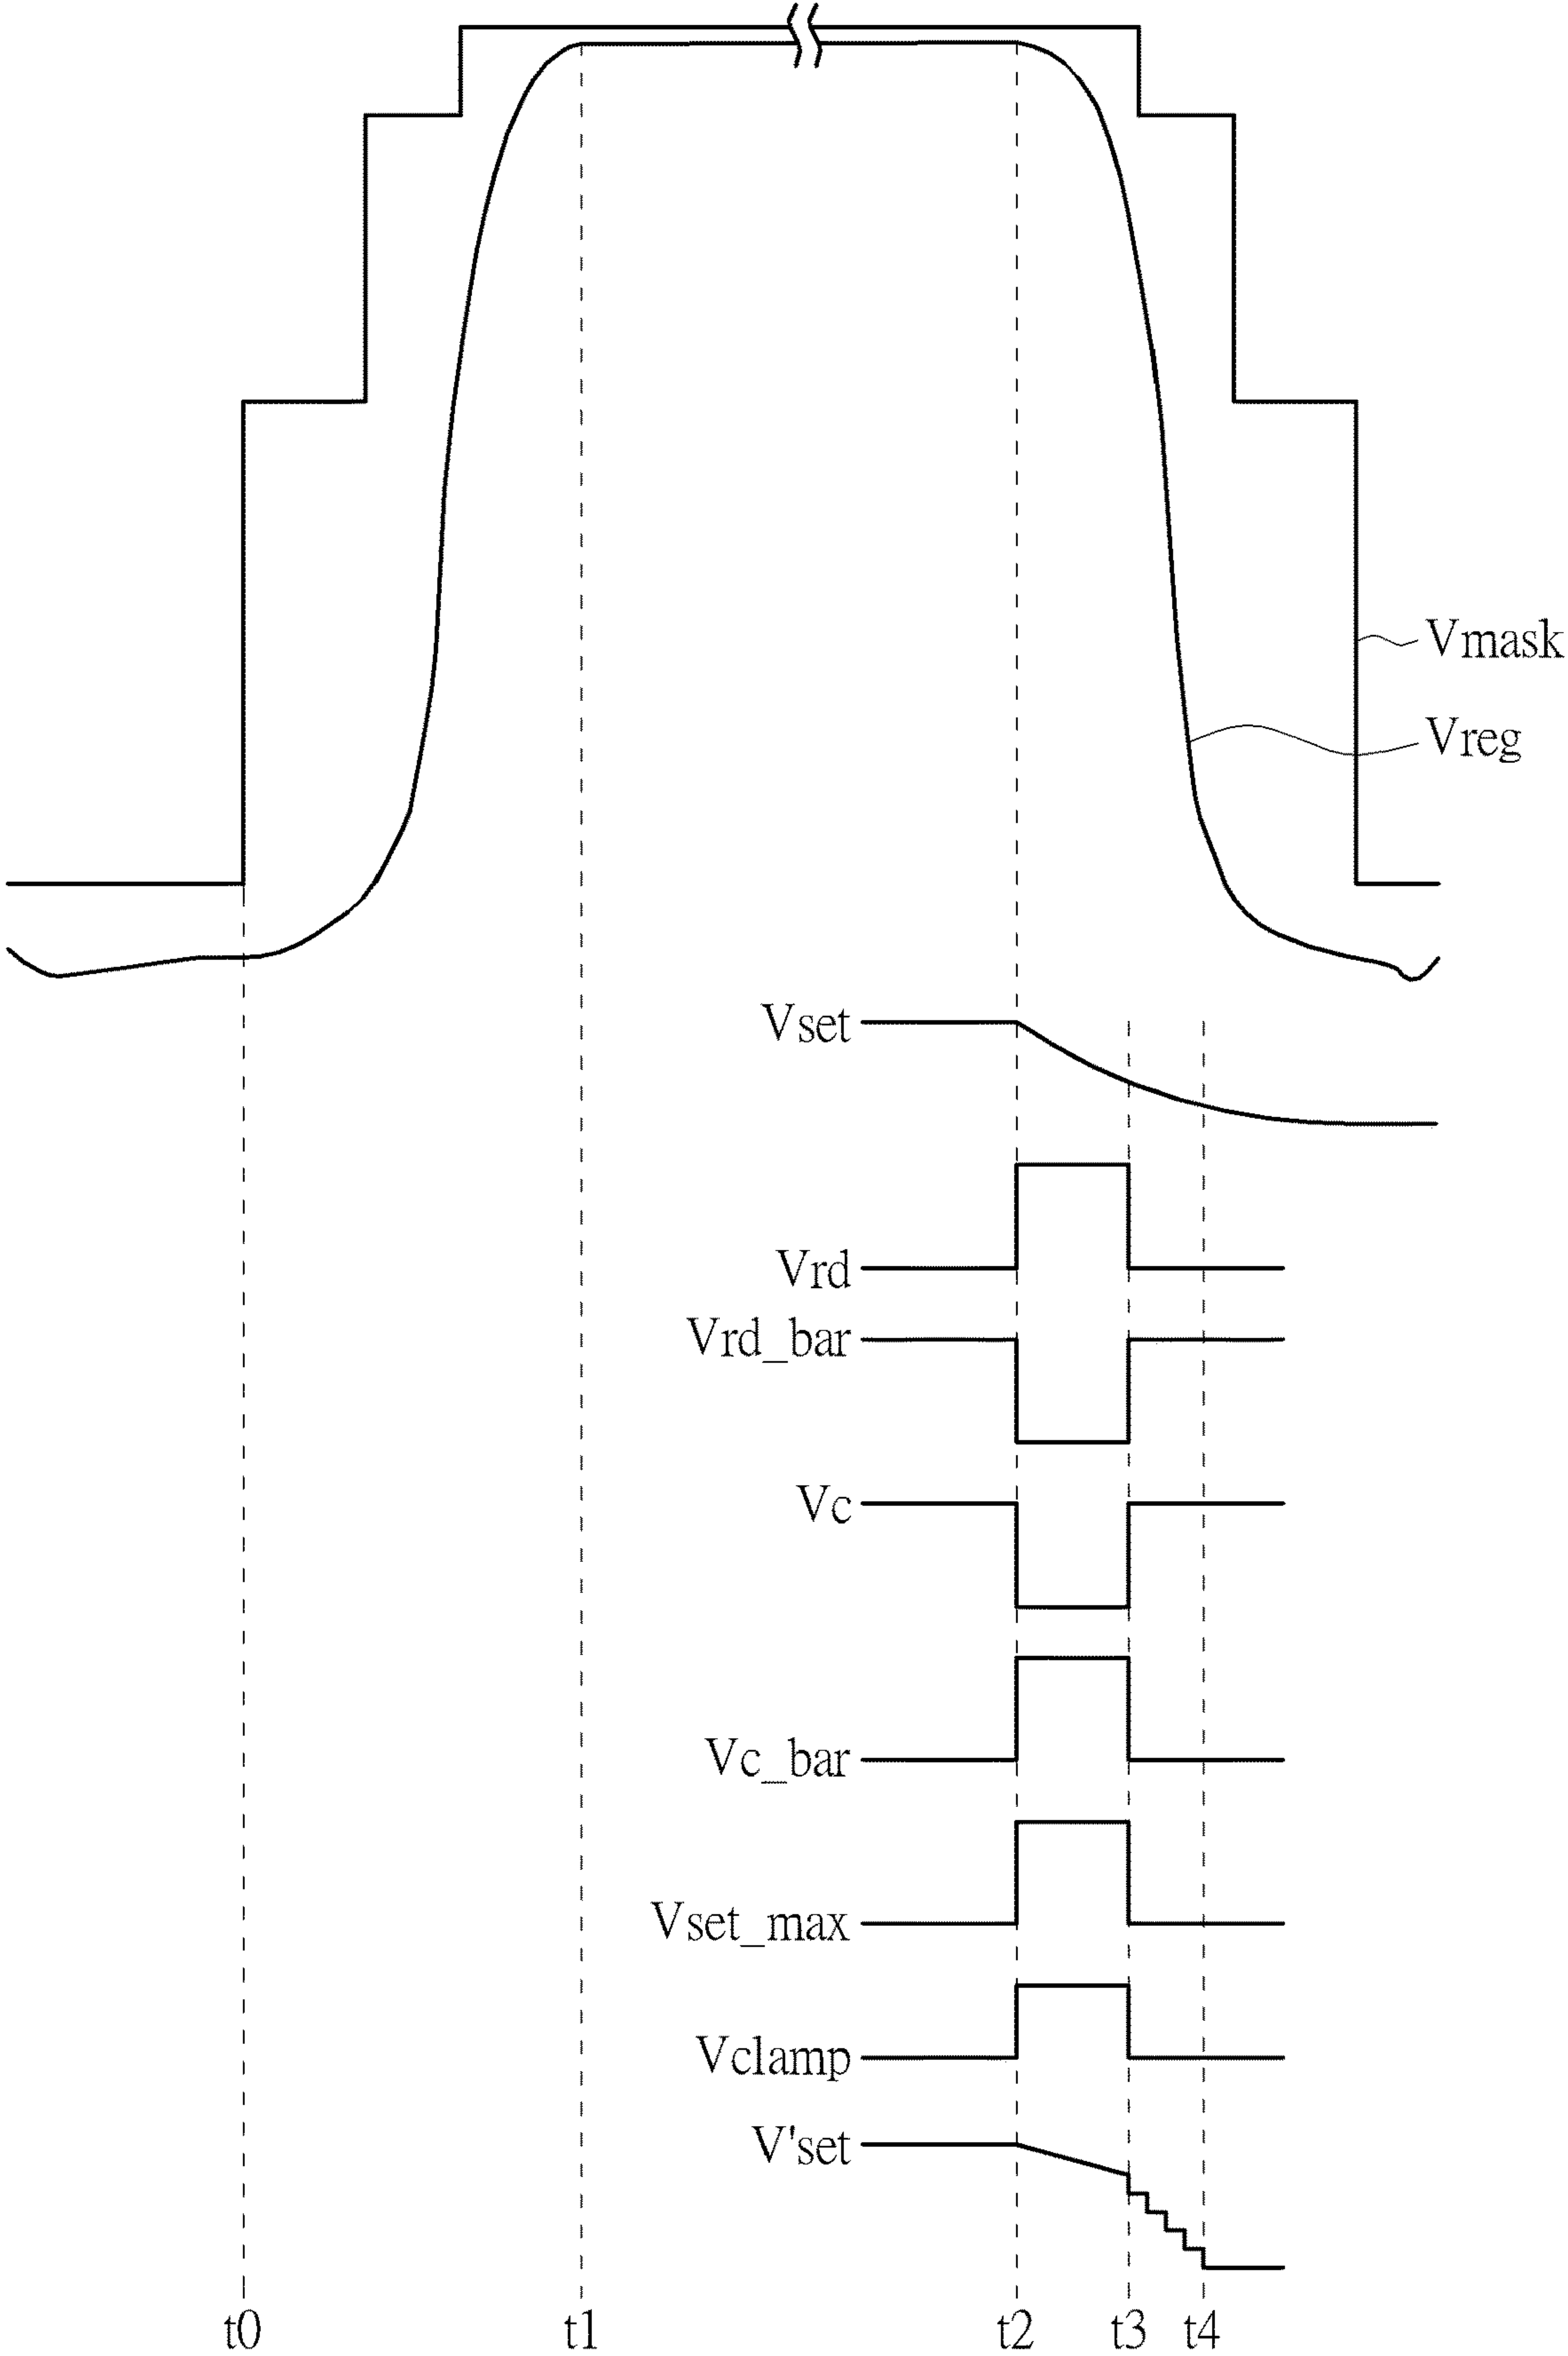 Vmask
Vreg
Vset
Vrd
Vrd_bar
Vc
Vc_bar
Vset_max
Vclamp
V'set
t0 t1 t2 t3 t4